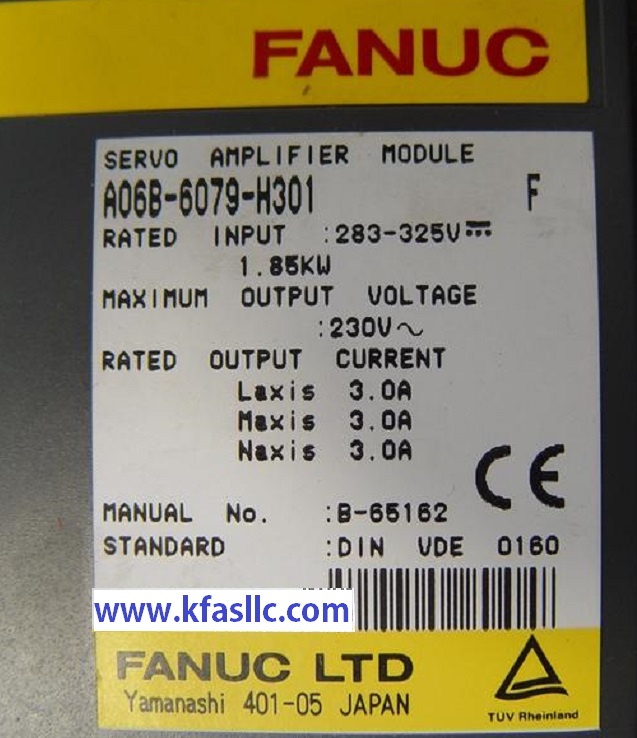 FANUC
SERVO AMPLIFIER MODULE
A06B-6079-H301 F
RATED INPUT :283-325V⎓
1.85KW
MAXIMUM OUTPUT VOLTAGE
:230V～
RATED OUTPUT CURRENT
Laxis 3.0A
Maxis 3.0A
Naxis 3.0A
CE
MANUAL No. :B-65162
STANDARD :DIN VDE 0160
www.kfasllc.com
FANUC LTD
Yamanashi 401-05 JAPAN
TÜV Rheinland